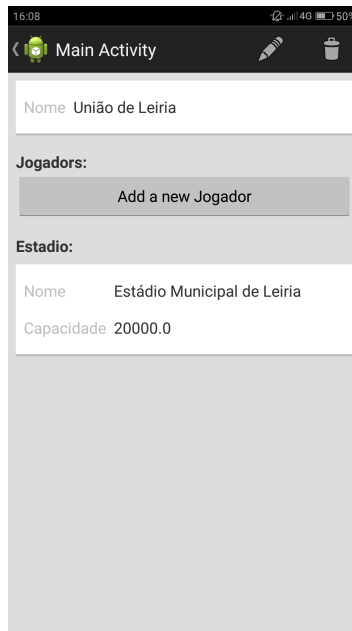 16:08 4G 50%
Main Activity
Nome União de Leiria
Jogadors:
Add a new Jogador
Estadio:
Nome Estádio Municipal de Leiria
Capacidade 20000.0